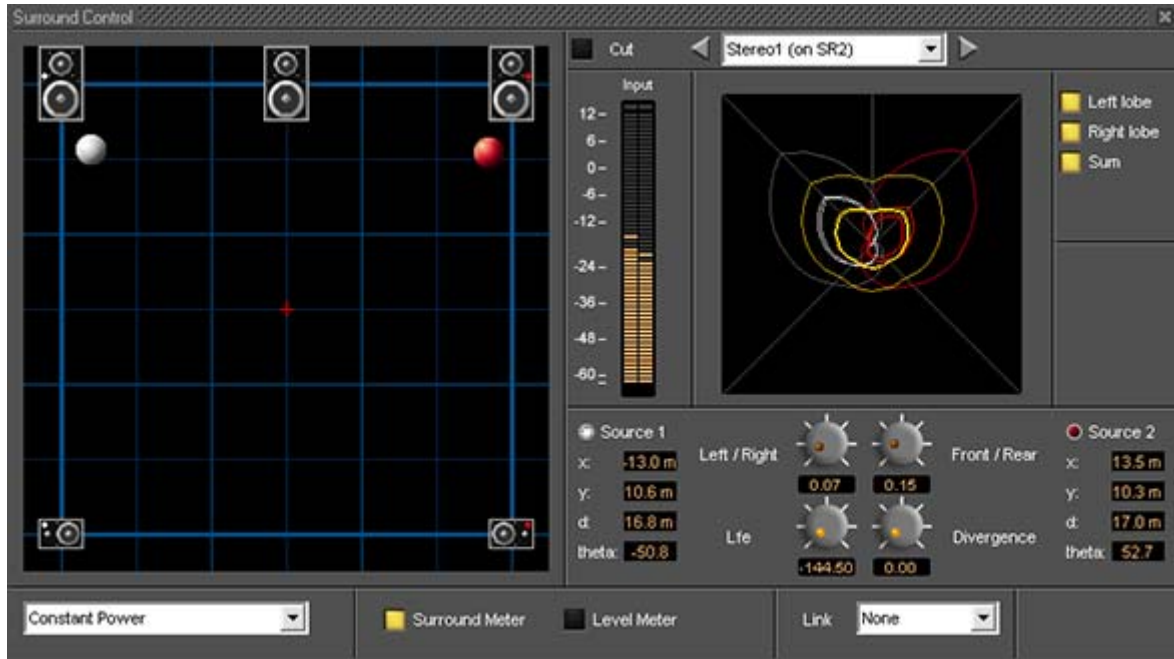 Surround Control
Cut
Stereo1 (on SR2)
Input
12
6
0
-6
-12
-24
-36
-48
-60
Left lobe
Right lobe
Sum
Source 1
x: -13.0 m
y: 10.6 m
d: 16.8 m
theta: -50.8
Left / Right
0.07
0.15
Front / Rear
Lfe
-144.50
0.00
Divergence
Source 2
x: 13.5 m
y: 10.3 m
d: 17.0 m
theta: 52.7
Constant Power
Surround Meter
Level Meter
Link
None